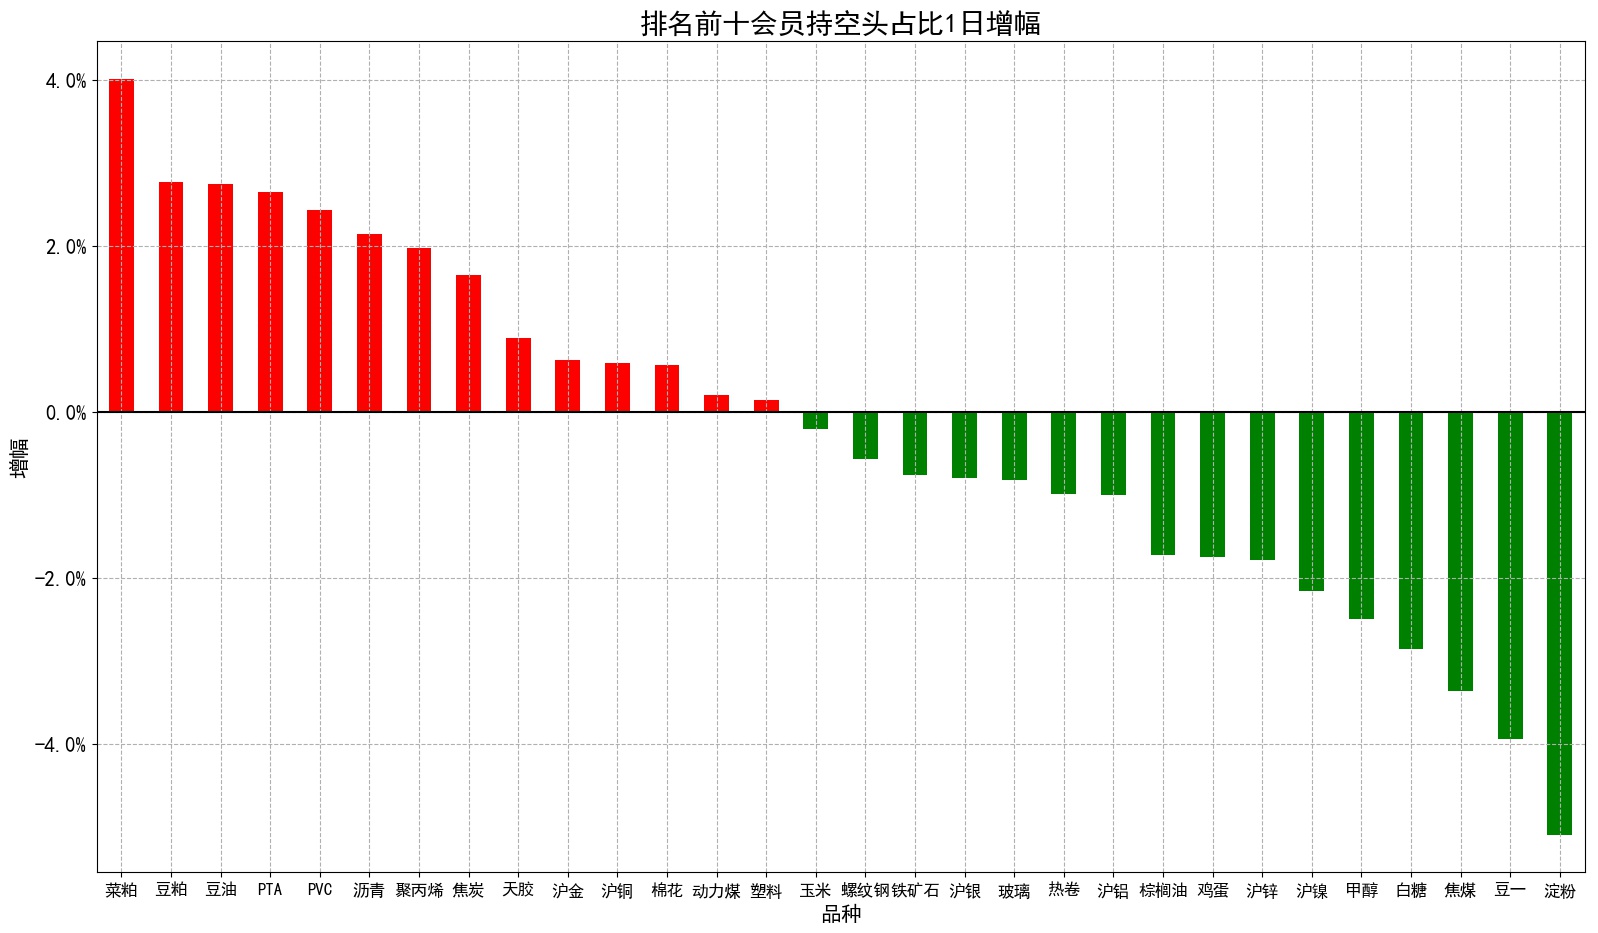 排名前十会员持空头占比1日增幅
4.0%
2.0%
0.0%
-2.0%
-4.0%
增幅
菜粕 豆粕 豆油 PTA PVC 沥青 聚丙烯 焦炭 天胶 沪金 沪铜 棉花 动力煤 塑料 玉米 螺纹钢 铁矿石 沪银 玻璃 热卷 沪铝 棕榈油 鸡蛋 沪锌 沪镍 甲醇 白糖 焦煤 豆一 淀粉
品种